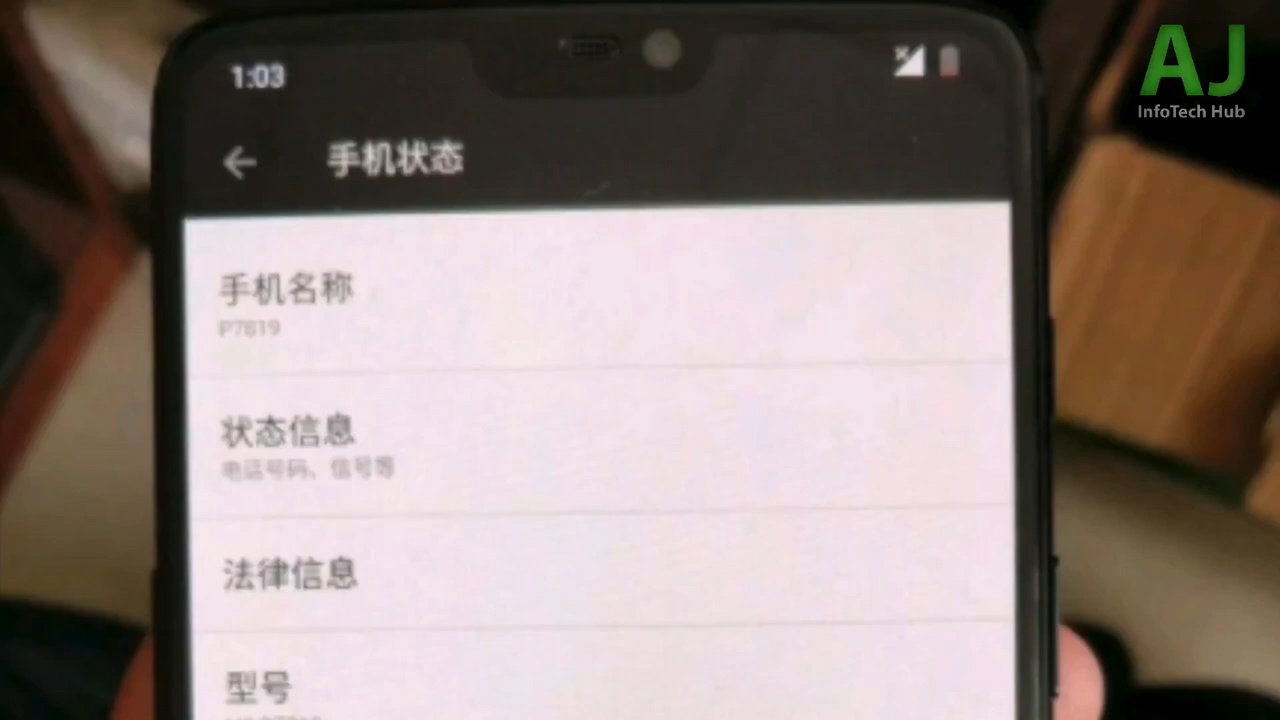 1:03
AJ
InfoTech Hub
手机状态
手机名称
P7819
状态信息
电话号码、信号等
法律信息
型号